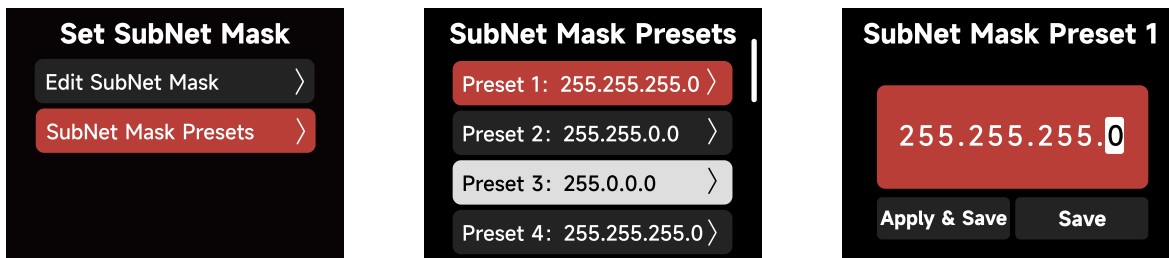 Set SubNet Mask
Edit SubNet Mask
SubNet Mask Presets
SubNet Mask Presets
Preset 1: 255.255.255.0
Preset 2: 255.255.0.0
Preset 3: 255.0.0.0
Preset 4: 255.255.255.0
SubNet Mask Preset 1
255.255.255.0
Apply & Save
Save